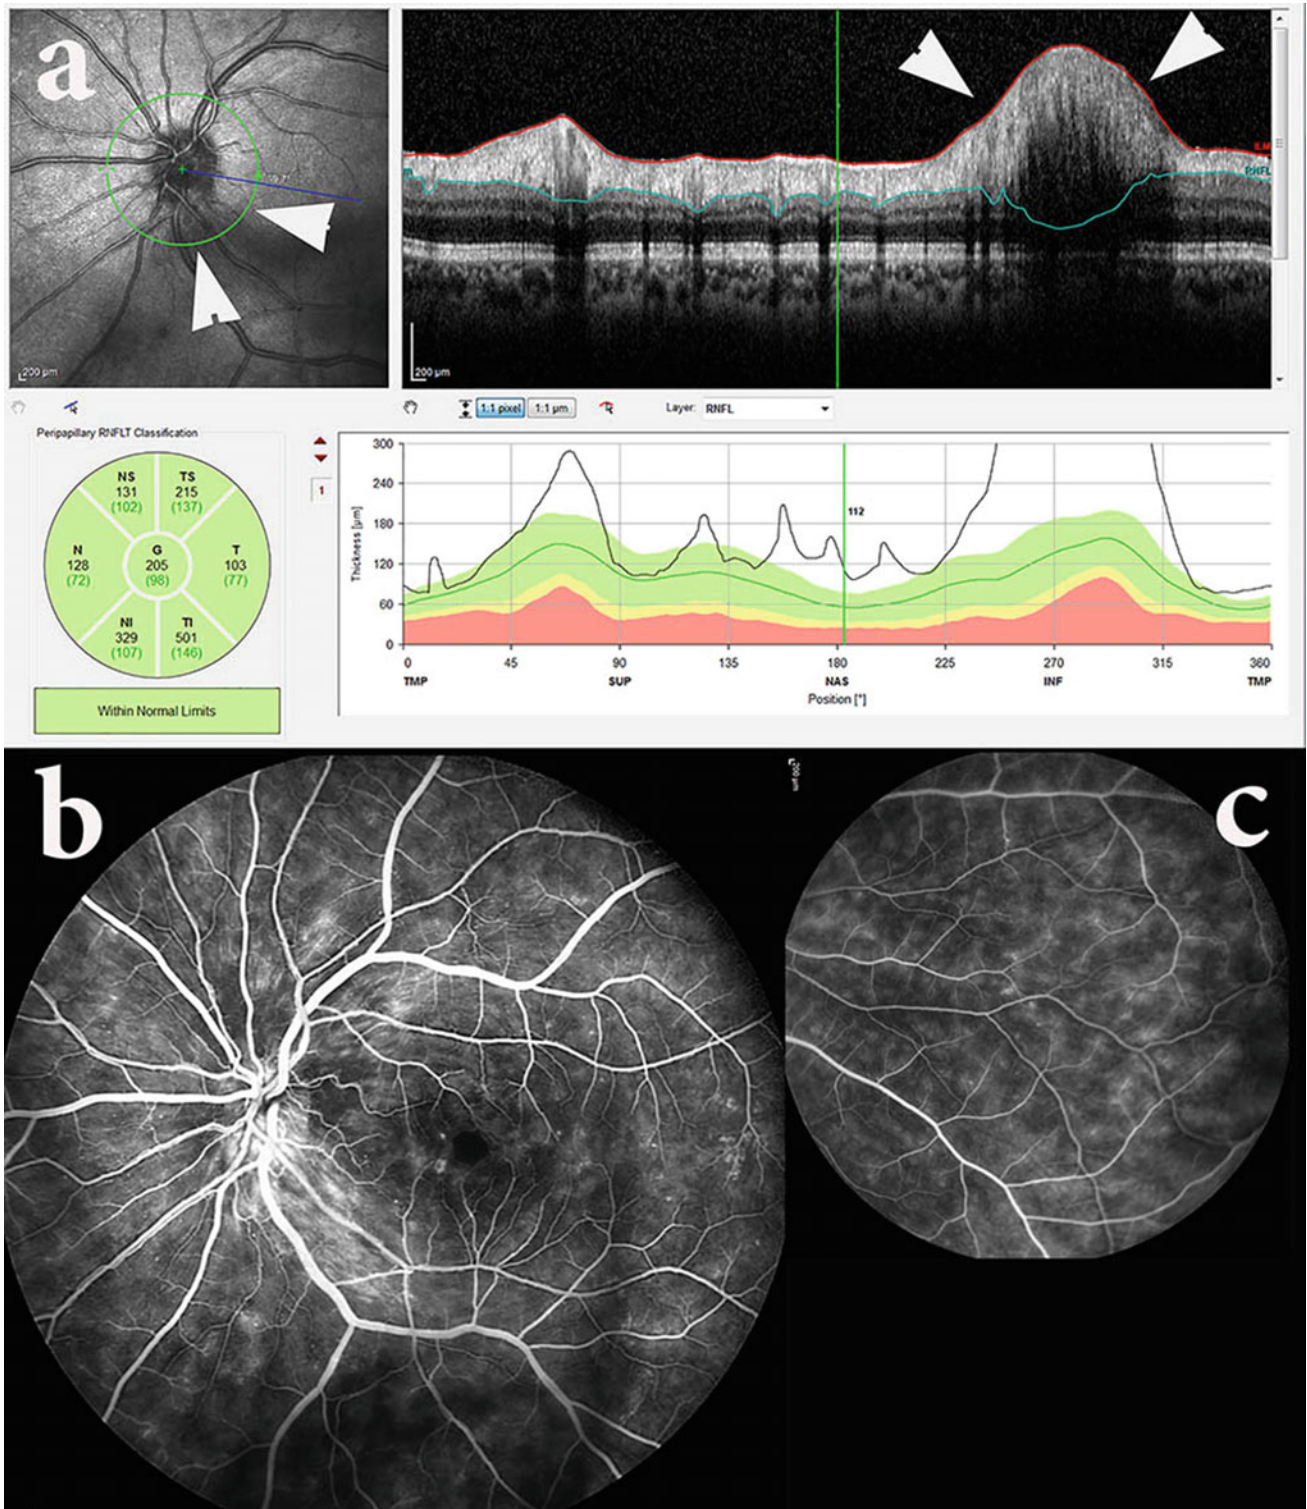 a
200 µm
ILM
RNFL
200 µm
1:1 pixel
1:1 µm
Layer:
RNFL
Peripapillary RNFLT Classification
NS
131
(102)
TS
215
(137)
N
128
(72)
G
205
(98)
T
103
(77)
NI
329
(107)
TI
501
(146)
Within Normal Limits
1
Thickness [µm]
300
240
180
120
60
0
112
0
45
90
135
180
225
270
315
360
TMP
SUP
NAS
INF
TMP
Position [°]
b
200 µm
c